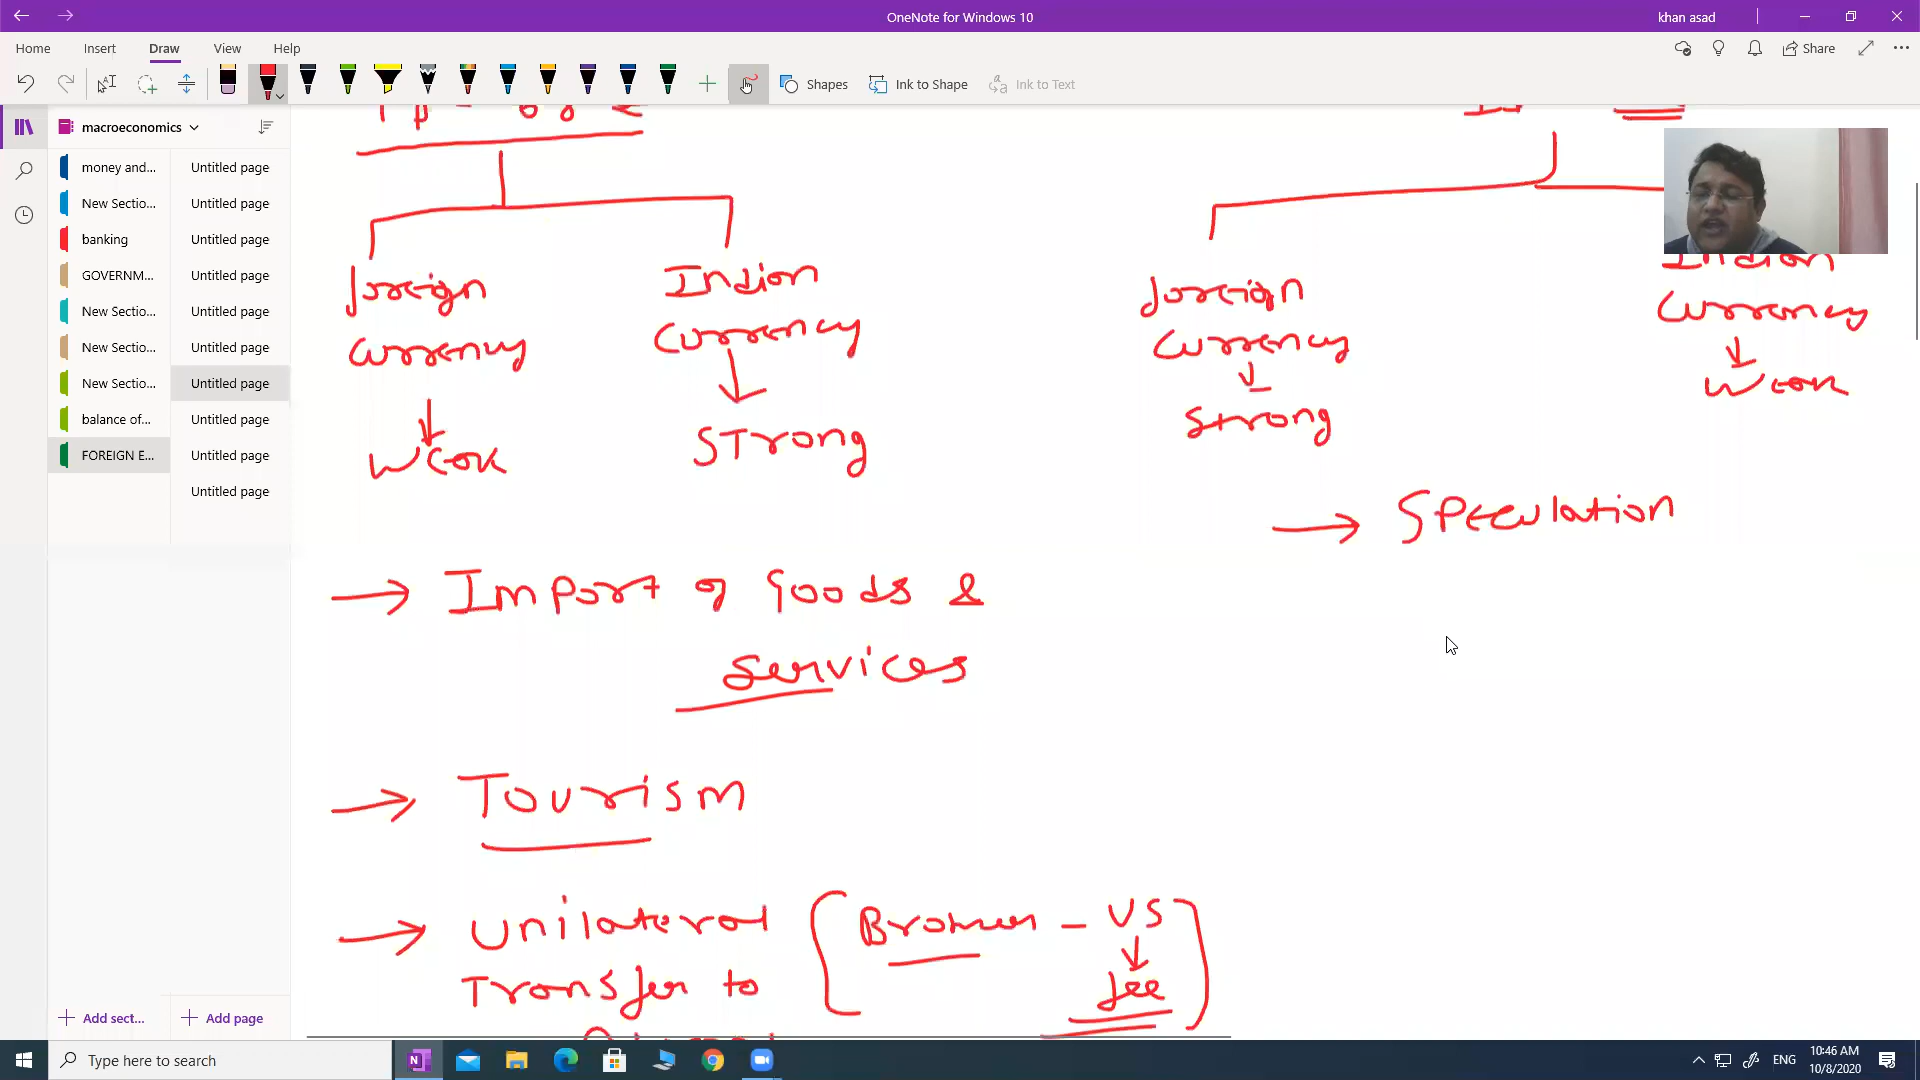 OneNote for Windows 10
khan asad
Home
Insert
Draw
View
Help
Share
Shapes
Ink to Shape
Ink to Text
macroeconomics
money and...
New Sectio...
banking
GOVERNM...
New Sectio...
New Sectio...
New Sectio...
balance of...
FOREIGN E...
Untitled page
Untitled page
Untitled page
Untitled page
Untitled page
Untitled page
Untitled page
Untitled page
Untitled page
Untitled page
Add sect...
Add page
foreign
currency
Weak
Indian
currency
STrong
foreign
currency
Strong
Indian
currency
Weak
→ Speculation
→ Import of Goods &
Services
→ Tourism
→ Unilateral
Transfer to
US
fee
Type here to search
ENG
10:46 AM
10/8/2020